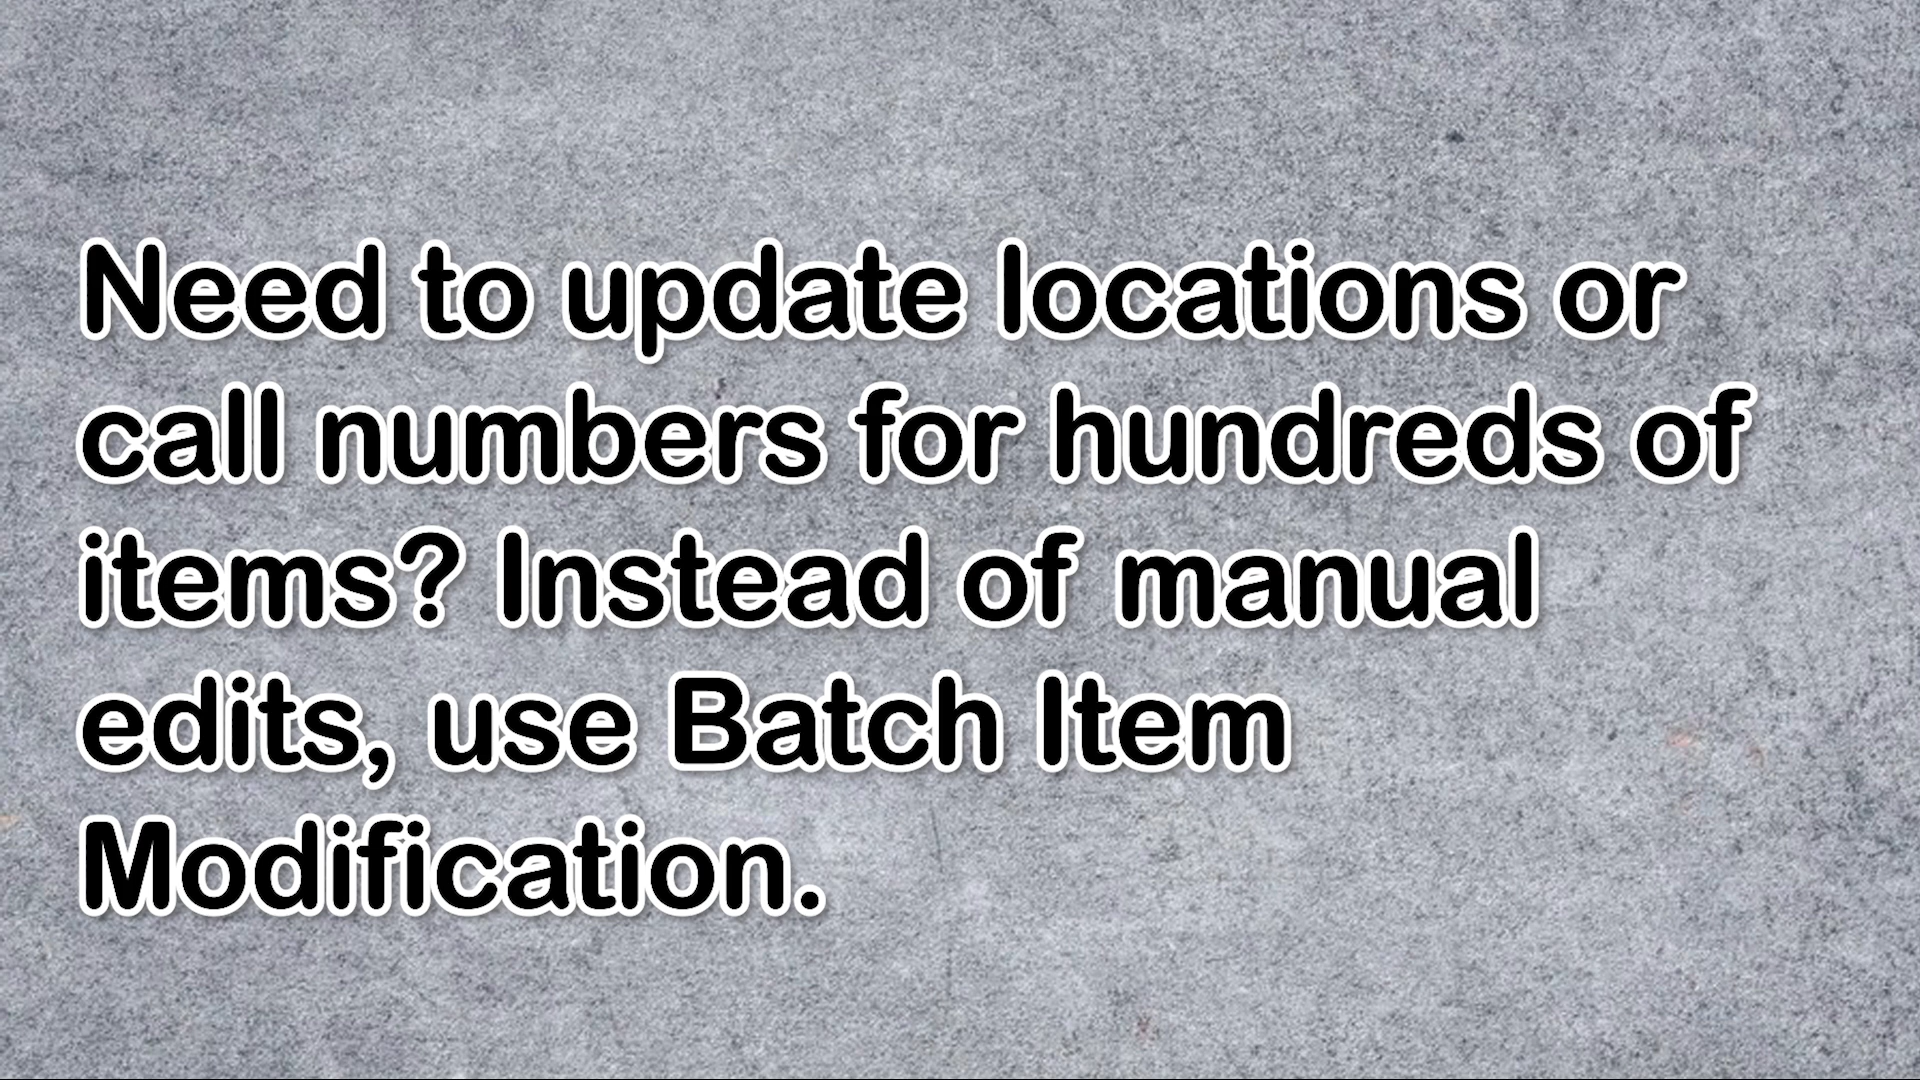 Need to update locations or
call numbers for hundreds of
items? Instead of manual
edits, use Batch Item
Modification.